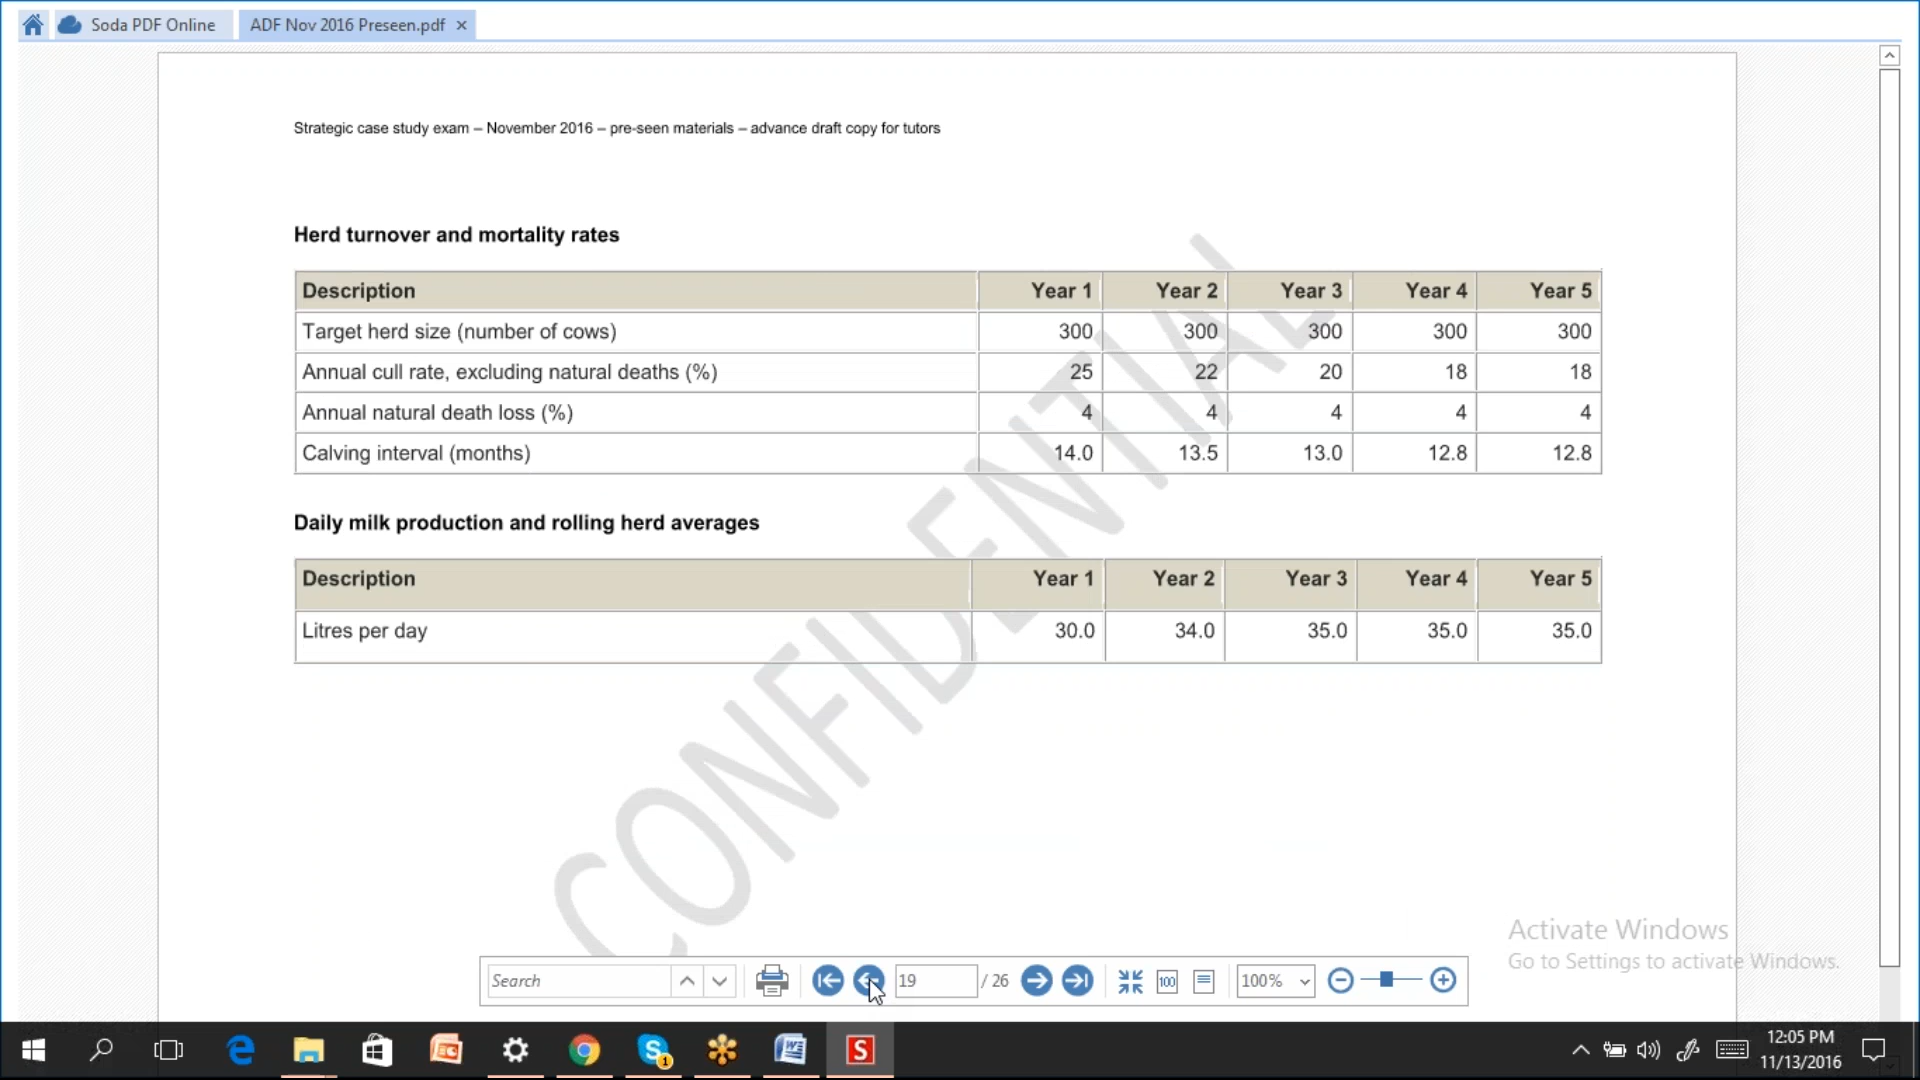 Soda PDF Online ADF Nov 2016 Preseen.pdf ×
Strategic case study exam – November 2016 – pre-seen materials – advance draft copy for tutors
Herd turnover and mortality rates
Description Year 1 Year 2 Year 3 Year 4 Year 5
Target herd size (number of cows) 300 300 300 300 300
Annual cull rate, excluding natural deaths (%) 25 22 20 18 18
Annual natural death loss (%) 4 4 4 4 4
Calving interval (months) 14.0 13.5 13.0 12.8 12.8
Daily milk production and rolling herd averages
Description Year 1 Year 2 Year 3 Year 4 Year 5
Litres per day 30.0 34.0 35.0 35.0 35.0
CONFIDENTIAL
Activate Windows
Go to Settings to activate Windows.
Search 19 / 26 100 100%
12:05 PM
11/13/2016